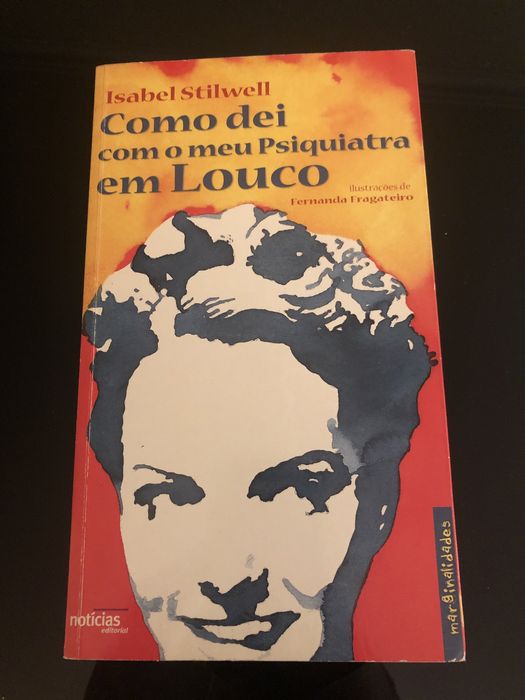 Isabel Stilwell
Como dei
com o meu Psiquiatra
em Louco
Ilustrações de
Fernanda Fragateiro
notícias
editorial
marginalidades